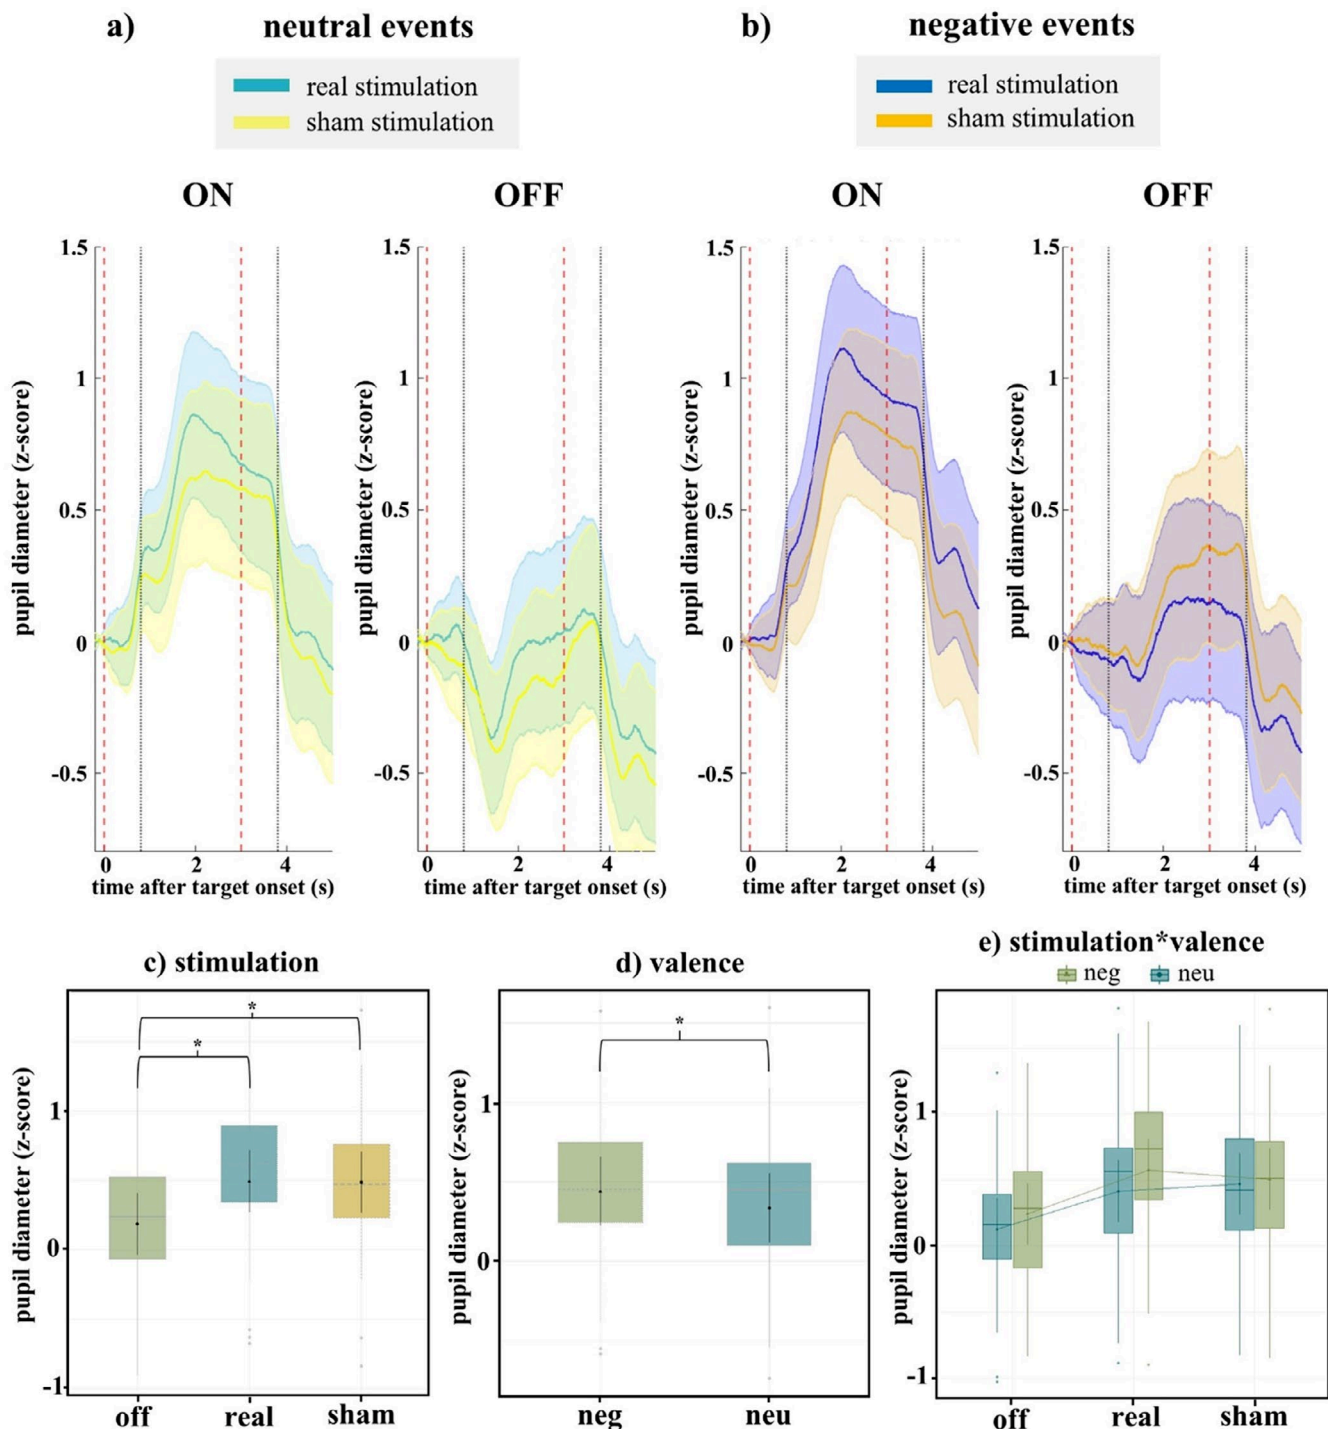 a) neutral events
real stimulation
sham stimulation
b) negative events
real stimulation
sham stimulation
ON
OFF
ON
OFF
pupil diameter (z-score)
1.5
1
0.5
0
-0.5
0 2 4
time after target onset (s)
pupil diameter (z-score)
1.5
1
0.5
0
-0.5
0 2 4
time after target onset (s)
pupil diameter (z-score)
1.5
1
0.5
0
-0.5
0 2 4
time after target onset (s)
pupil diameter (z-score)
1.5
1
0.5
0
-0.5
0 2 4
time after target onset (s)
c) stimulation
pupil diameter (z-score)
1
0
-1
*
*
off real sham
d) valence
pupil diameter (z-score)
1
0
*
neg neu
e) stimulation*valence
neg neu
pupil diameter (z-score)
1
0
-1
off real sham